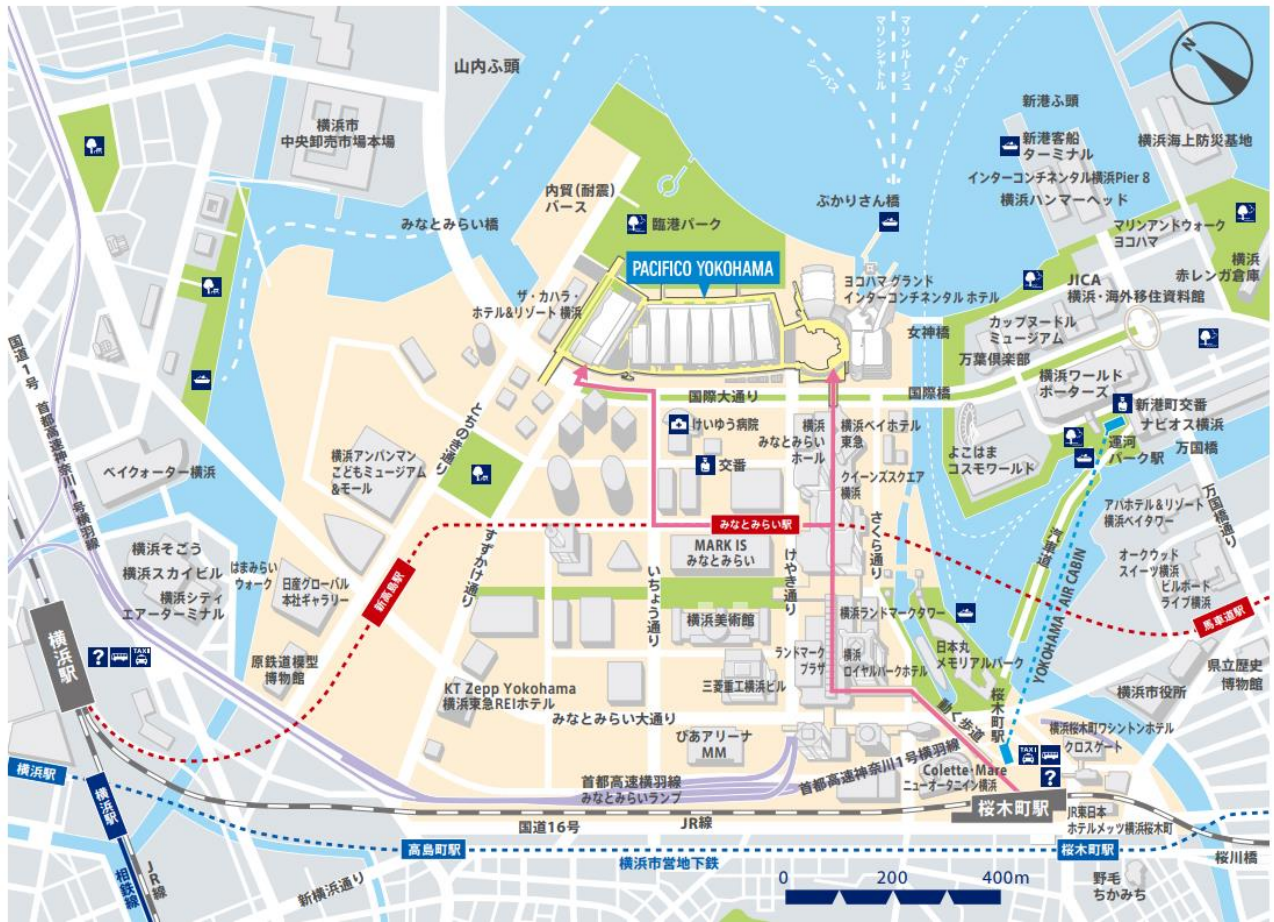 山内ふ頭
横浜市
中央卸売市場本場
シーバス
マリンシャトル
マリンルージュ
シーバス
N
新港ふ頭
新港客船
ターミナル
横浜海上防災基地
インターコンチネンタル横浜Pier 8
横浜ハンマーヘッド
内貿(耐震)
バース
みなとみらい橋
臨港パーク
ぷかりさん橋
マリンアンドウォーク
ヨコハマ
横浜
赤レンガ倉庫
PACIFICO YOKOHAMA
ザ・カハラ・
ホテル&リゾート 横浜
ヨコハマ グランド
インターコンチネンタル ホテル
JICA
横浜・海外移住資料館
女神橋
カップヌードル
ミュージアム
万葉倶楽部
国道1号
首都高速神奈川1号横羽線
国際大通り
国際橋
横浜ワールド
ポーターズ
新港町交番
ナビオス横浜
とちのき通り
けいゆう病院
横浜
みなとみらい
ホール
横浜ベイホテル
東急
よこはま
コスモワールド
運河
パーク駅
万国橋
ベイクォーター横浜
横浜アンパンマン
こどもミュージアム
&モール
交番
クイーンズスクエア
横浜
アパホテル&リゾート
横浜ベイタワー
万国橋通り
みなとみらい駅
さくら通り
汽車道
YOKOHAMA AIR CABIN
横浜そごう
横浜スカイビル
横浜シティ
エアーターミナル
はまみらい
ウォーク
日産グローバル
本社ギャラリー
新高島駅
すずかけ通り
MARK IS
みなとみらい
けやき通り
オークウッド
スイーツ横浜
ビルボード
ライブ横浜
いちょう通り
横浜美術館
横浜ランドマークタワー
馬車道駅
横浜駅
?
TAXI
原鉄道模型
博物館
ランドマーク
プラザ
横浜
ロイヤルパークホテル
日本丸
メモリアルパーク
県立歴史
博物館
横浜市役所
KT Zepp Yokohama
横浜東急REIホテル
三菱重工横浜ビル
みなとみらい大通り
動く歩道
桜木町駅
横浜桜木町ワシントンホテル
クロスゲート
ぴあアリーナ
MM
TAXI
?
横浜駅
横浜駅
首都高速横羽線
みなとみらいランプ
首都高速神奈川1号横羽線
Colette・Mare
ニューオータニイン横浜
桜木町駅
JR東日本
ホテルメッツ横浜桜木町
国道16号
JR線
高島町駅
横浜市営地下鉄
桜木町駅
桜川橋
相鉄線
JR線
新横浜通り
0 200 400m
野毛
ちかみち